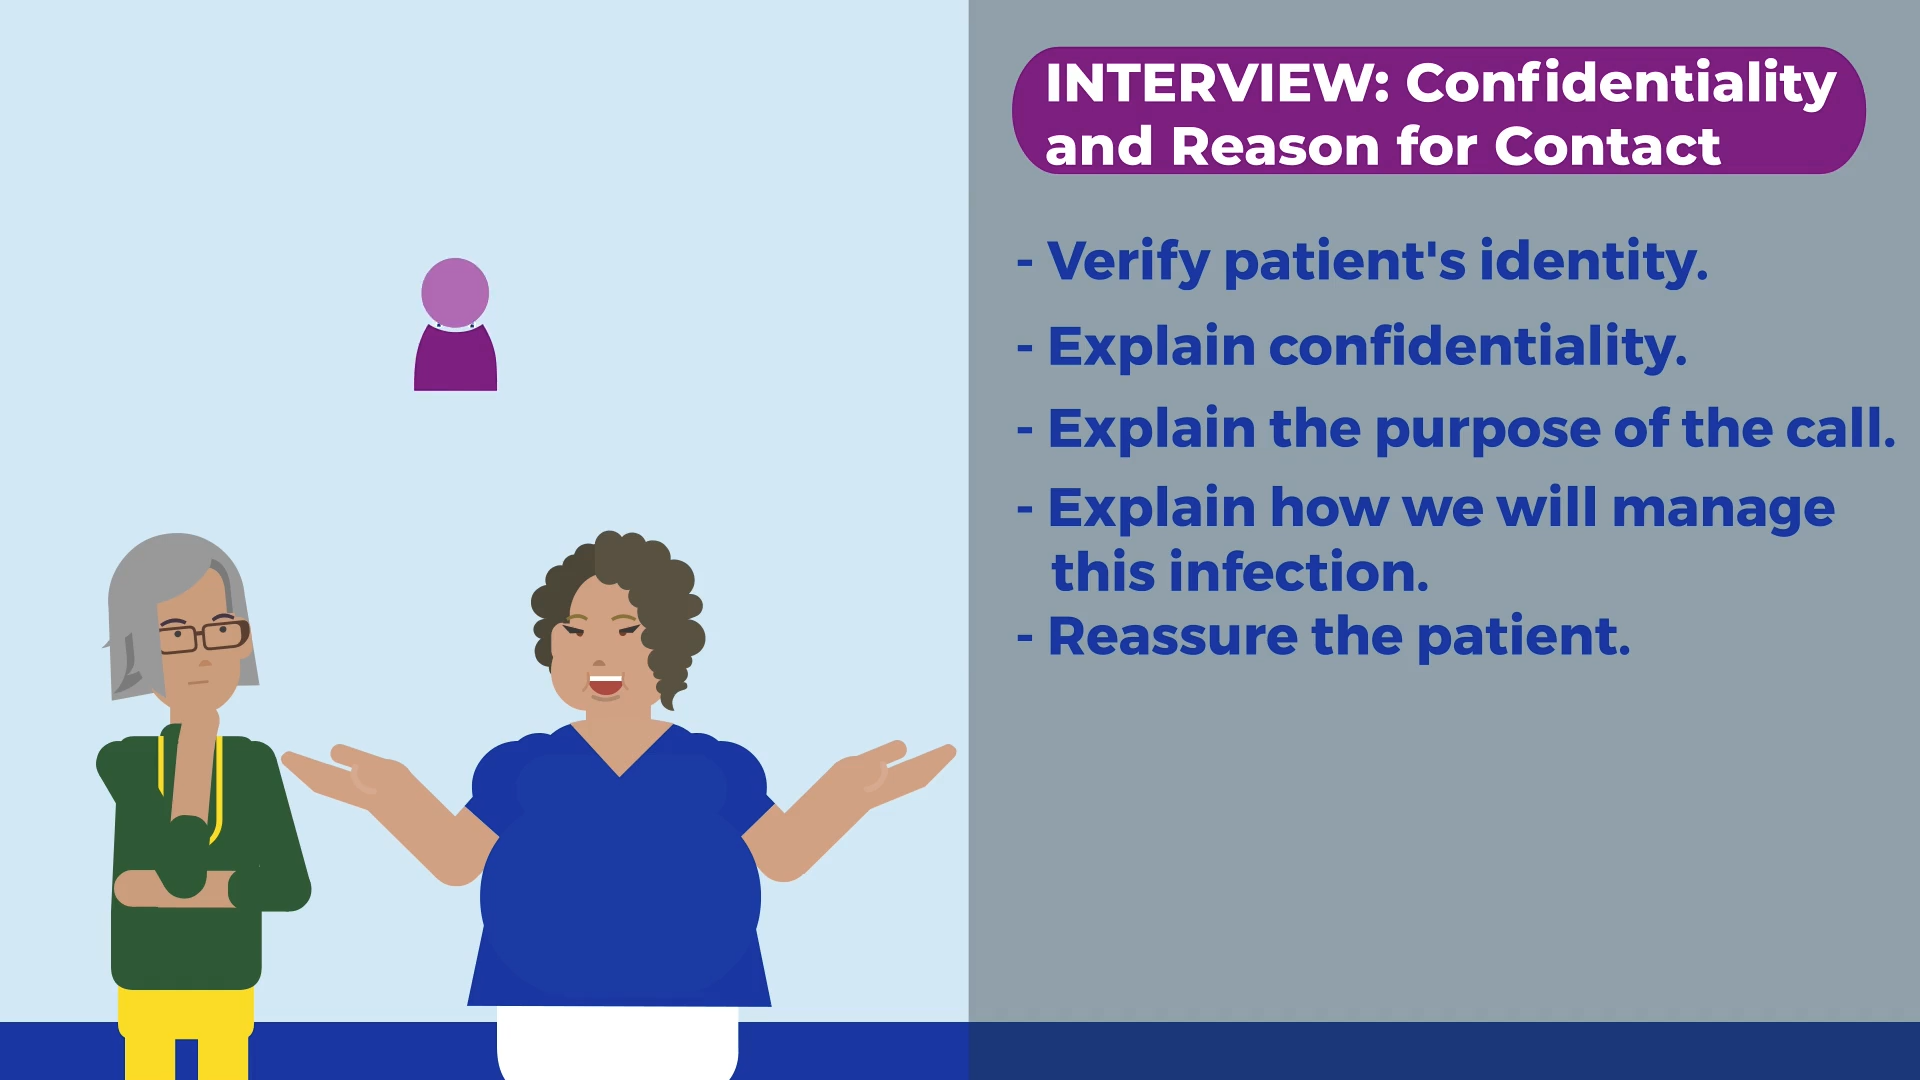 INTERVIEW: Confidentiality
and Reason for Contact
- Verify patient's identity.
- Explain confidentiality.
- Explain the purpose of the call.
- Explain how we will manage
this infection.
- Reassure the patient.